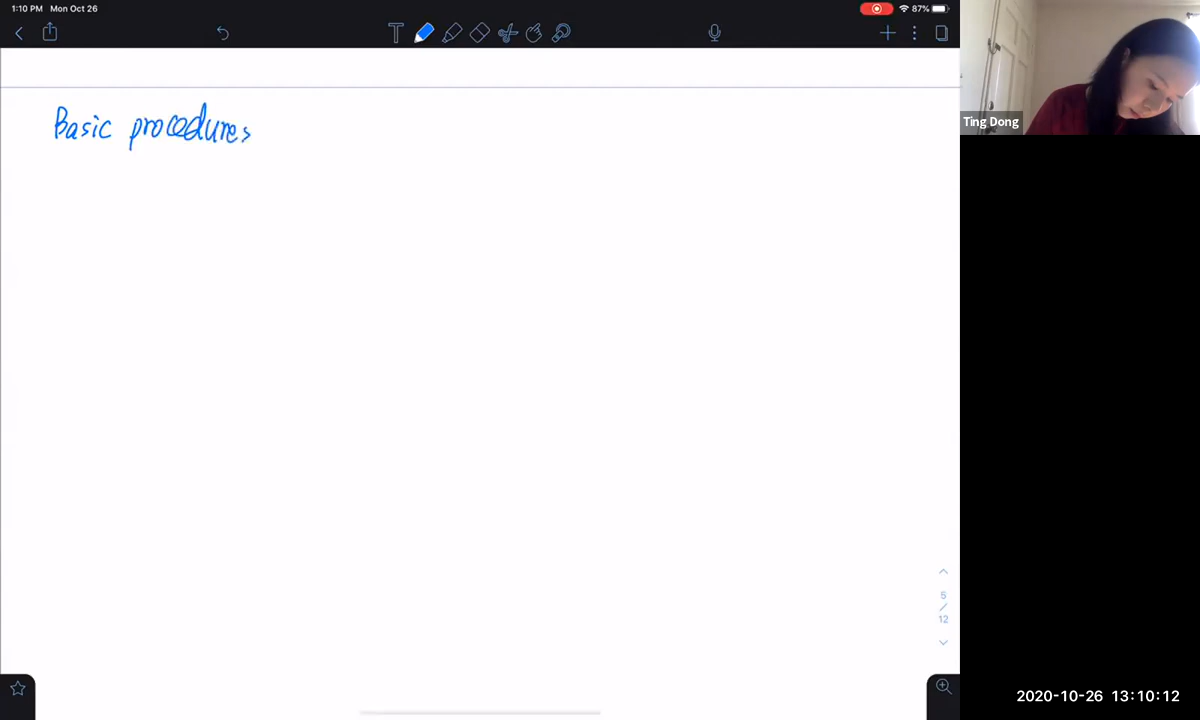 1:10 PM Mon Oct 26
87%
Basic procedures
Ting Dong
5
/
12
2020-10-26 13:10:12